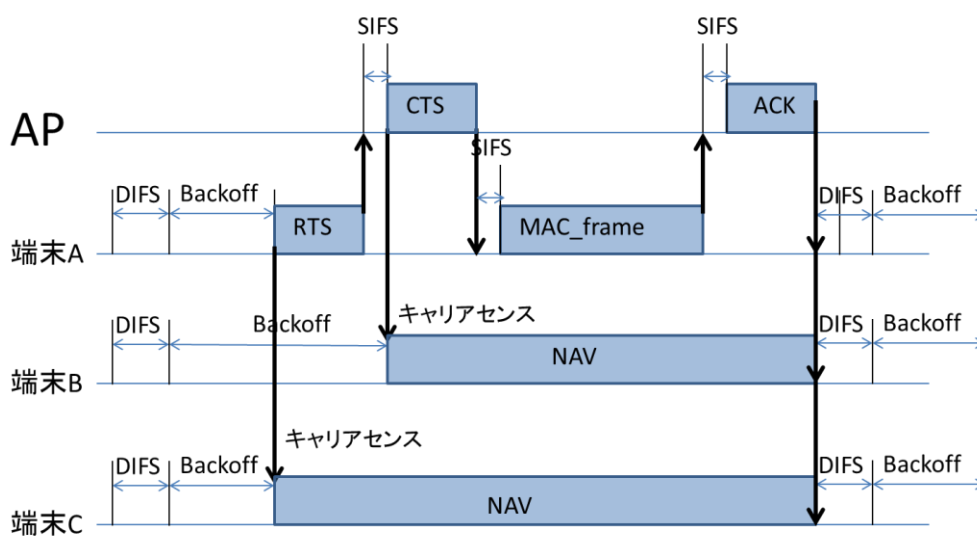 SIFS
SIFS
CTS
ACK
AP
SIFS
DIFS
Backoff
RTS
MAC_frame
DIFS
Backoff
端末A
キャリアセンス
DIFS
Backoff
NAV
DIFS
Backoff
端末B
キャリアセンス
DIFS
Backoff
NAV
DIFS
Backoff
端末C